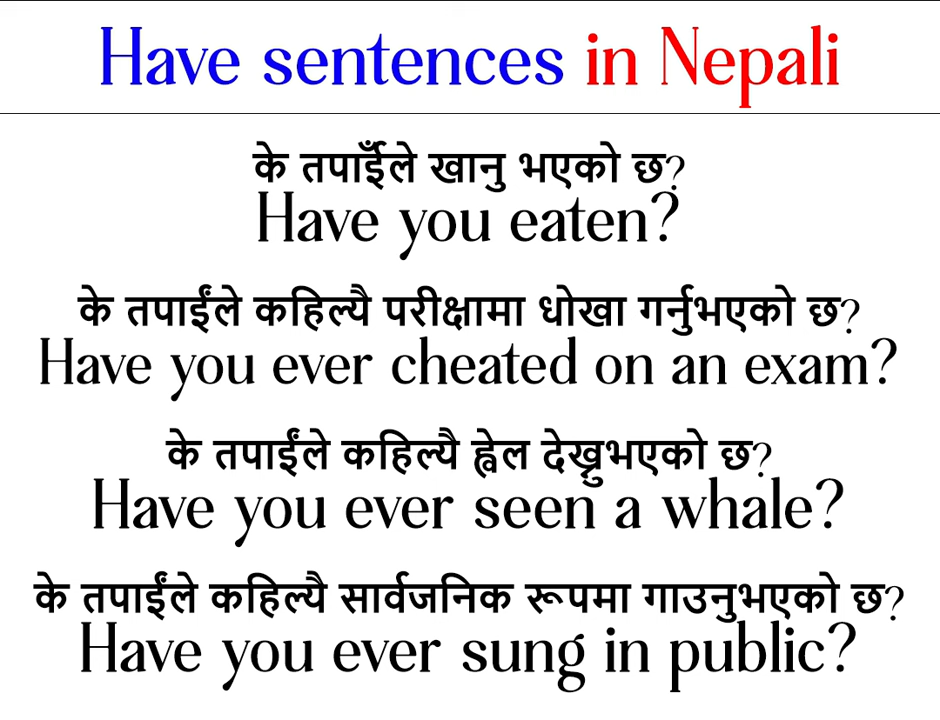 Have sentences in Nepali
के तपाइँले खानु भएको छ?
Have you eaten?
के तपाईंले कहिल्यै परीक्षामा धोखा गर्नुभएको छ?
Have you ever cheated on an exam?
के तपाईंले कहिल्यै ह्वेल देख्नुभएको छ?
Have you ever seen a whale?
के तपाईंले कहिल्यै सार्वजनिक रूपमा गाउनुभएको छ?
Have you ever sung in public?